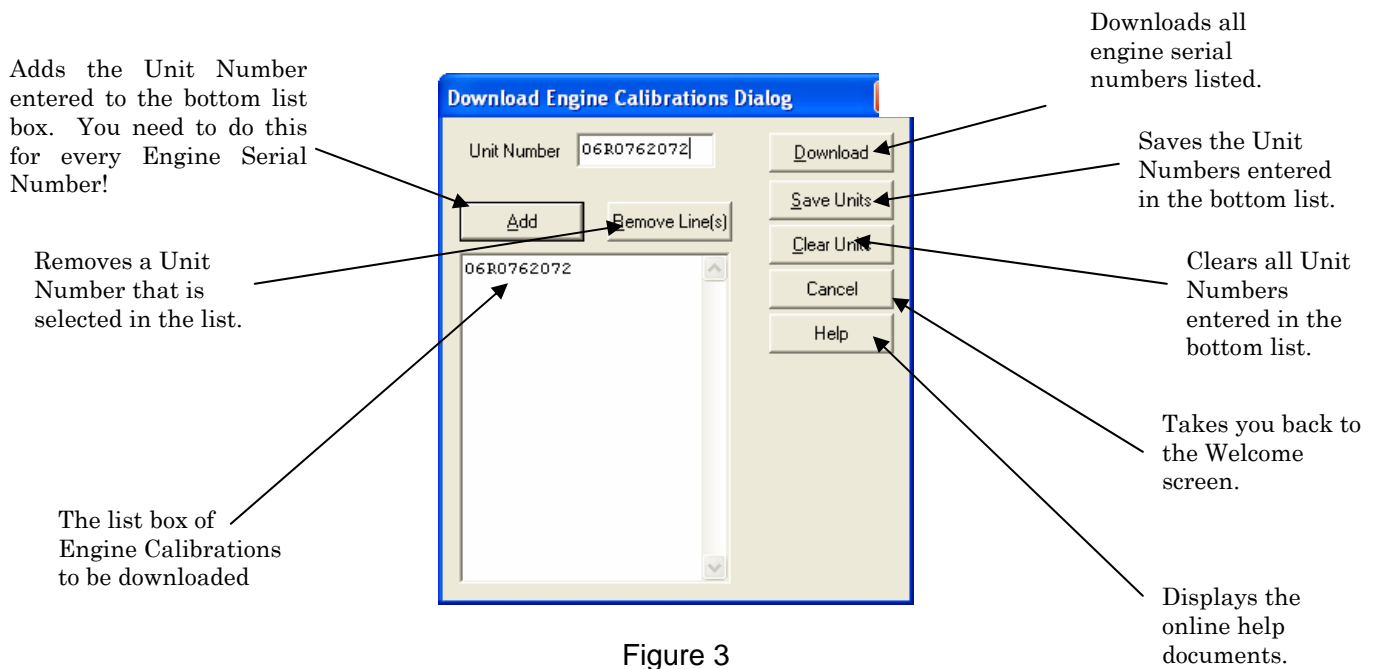 Downloads all
engine serial
numbers listed.
Adds the Unit Number
entered to the bottom list
box. You need to do this
for every Engine Serial
Number!
Download Engine Calibrations Dialog
Unit Number 06R0762072
Download
Saves the Unit
Numbers entered
in the bottom list.
Save Units
Add Remove Line(s)
Clear Units
Removes a Unit
Number that is
selected in the list.
06R0762072
Cancel
Help
Clears all Unit
Numbers
entered in the
bottom list.
Takes you back to
the Welcome
screen.
The list box of
Engine Calibrations
to be downloaded
Displays the
online help
documents.
Figure 3